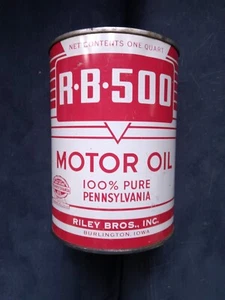 NET CONTENTS ONE QUART
R·B·500
MOTOR OIL
100% PURE
PENNSYLVANIA
RILEY BROS., INC.
BURLINGTON, IOWA